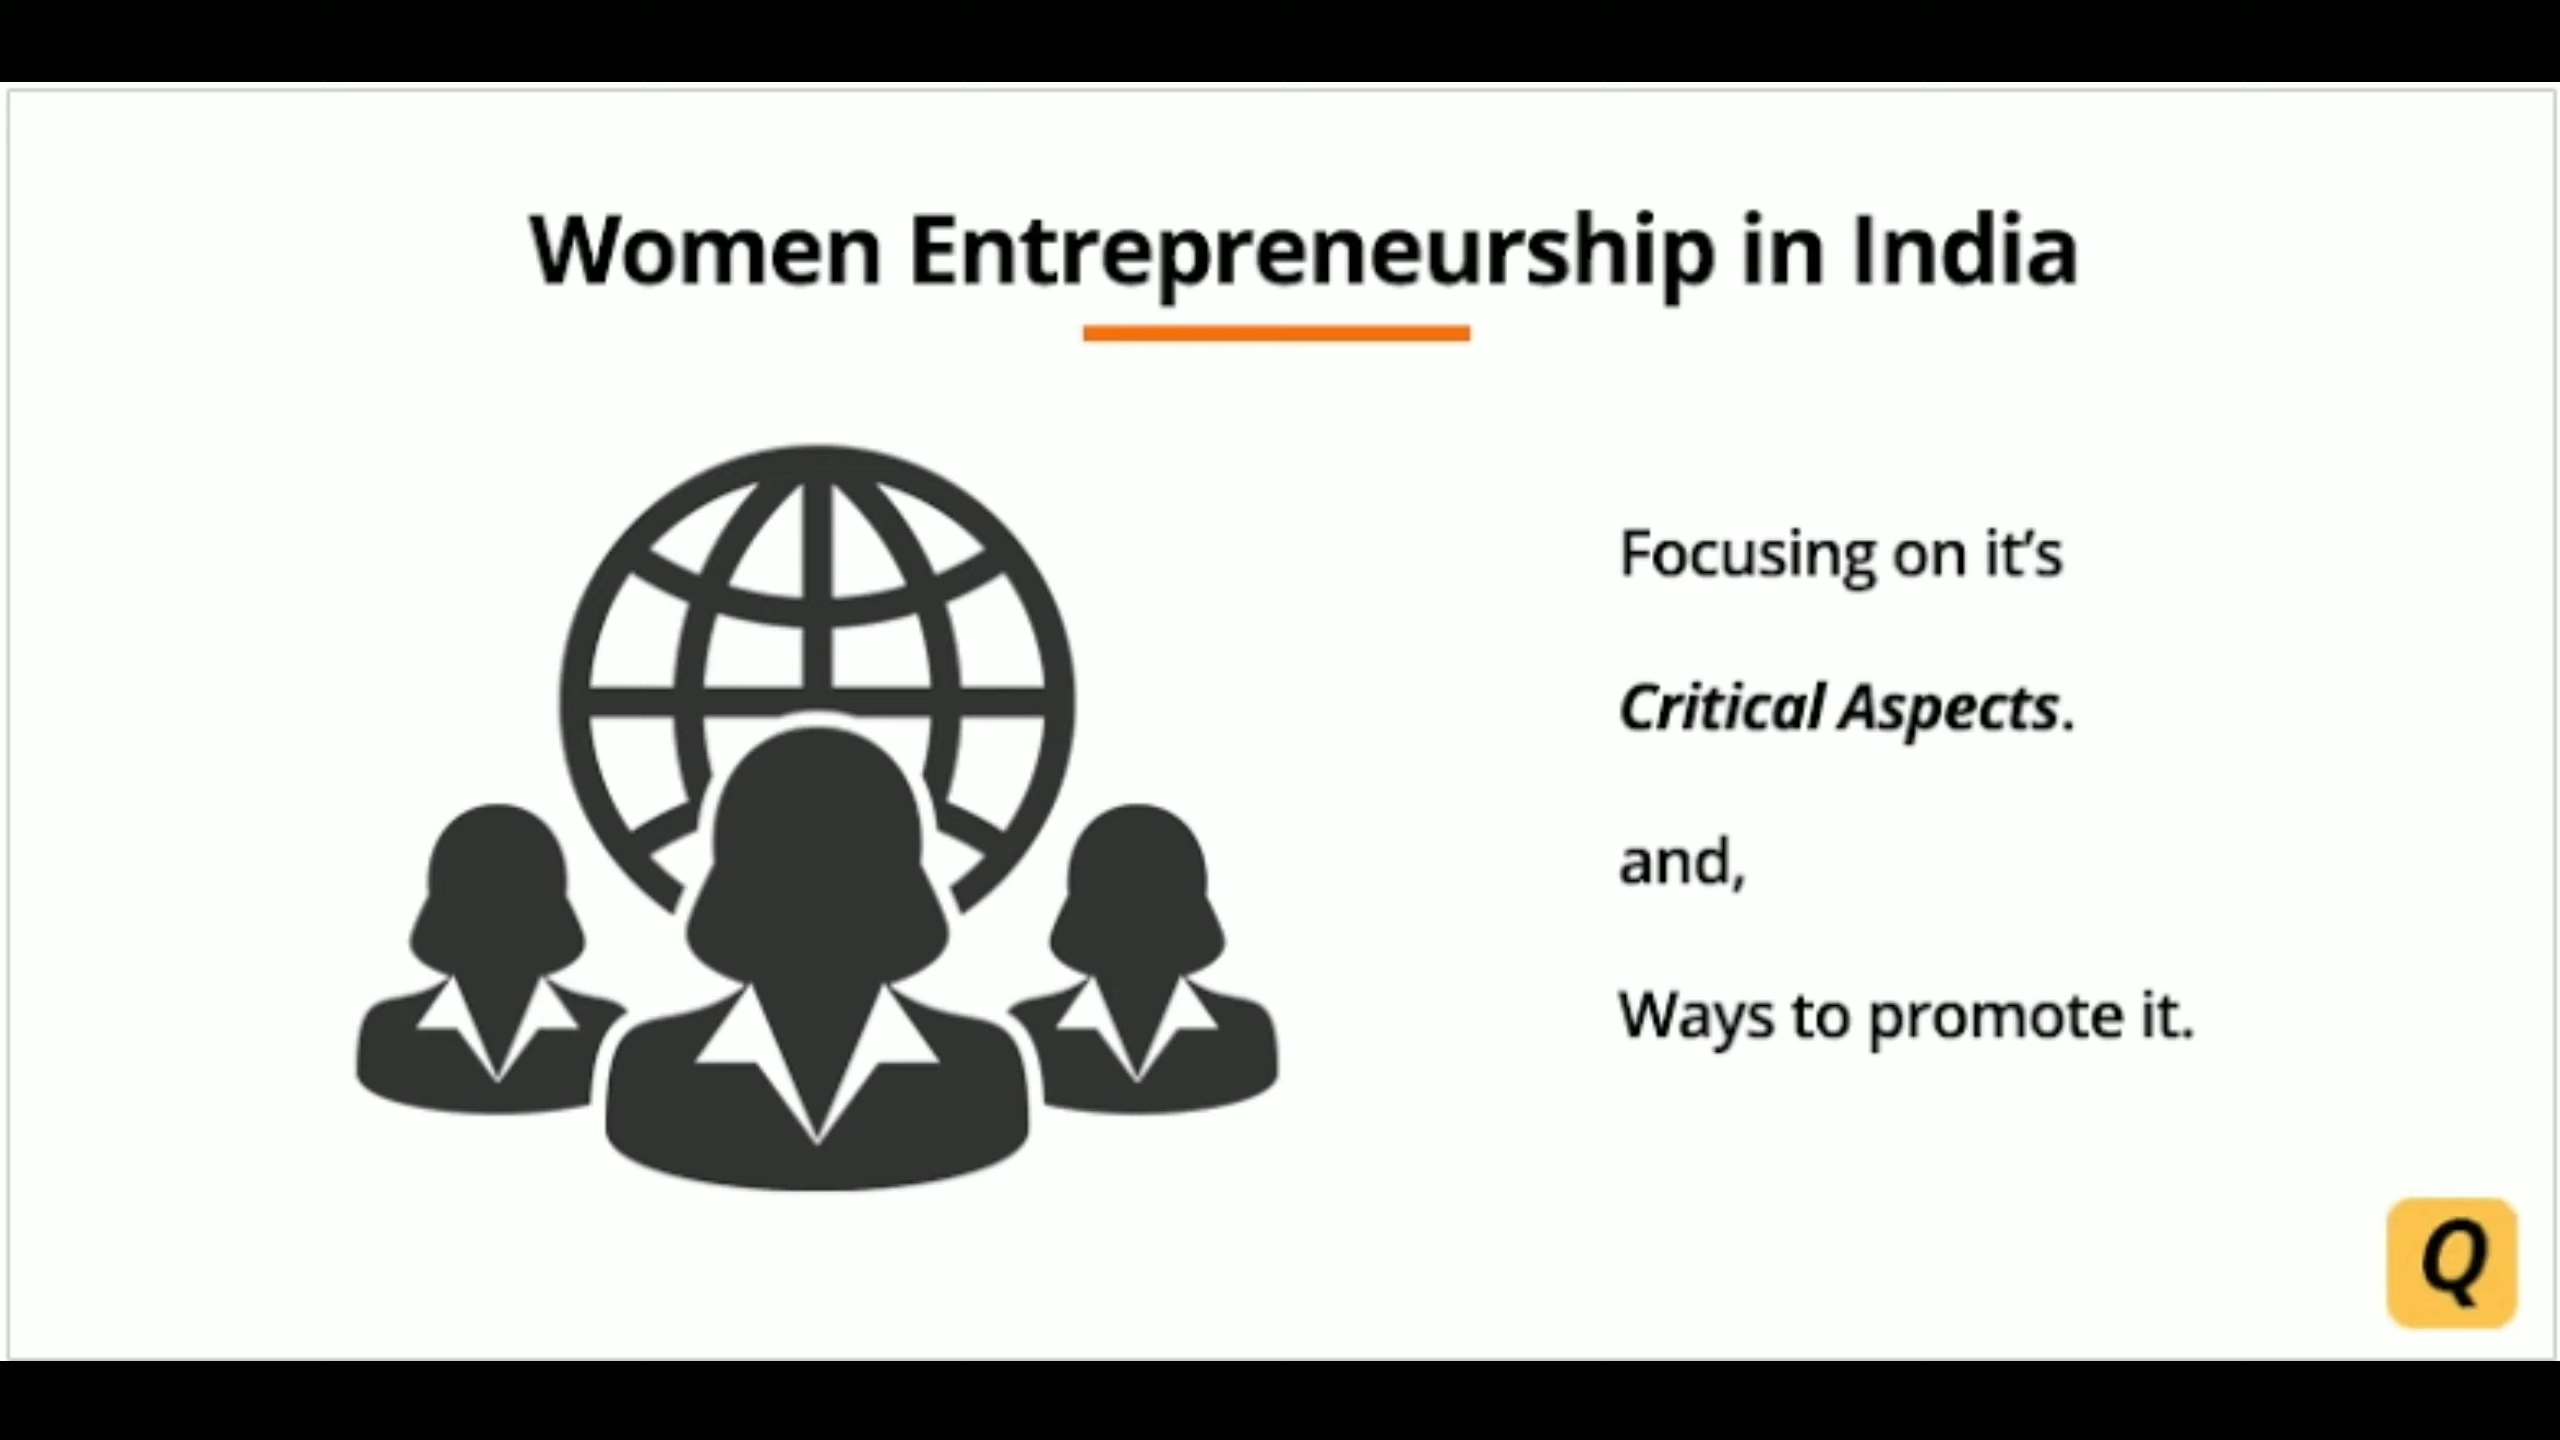 Women Entrepreneurship in India
Focusing on it’s
Critical Aspects.
and,
Ways to promote it.
Q